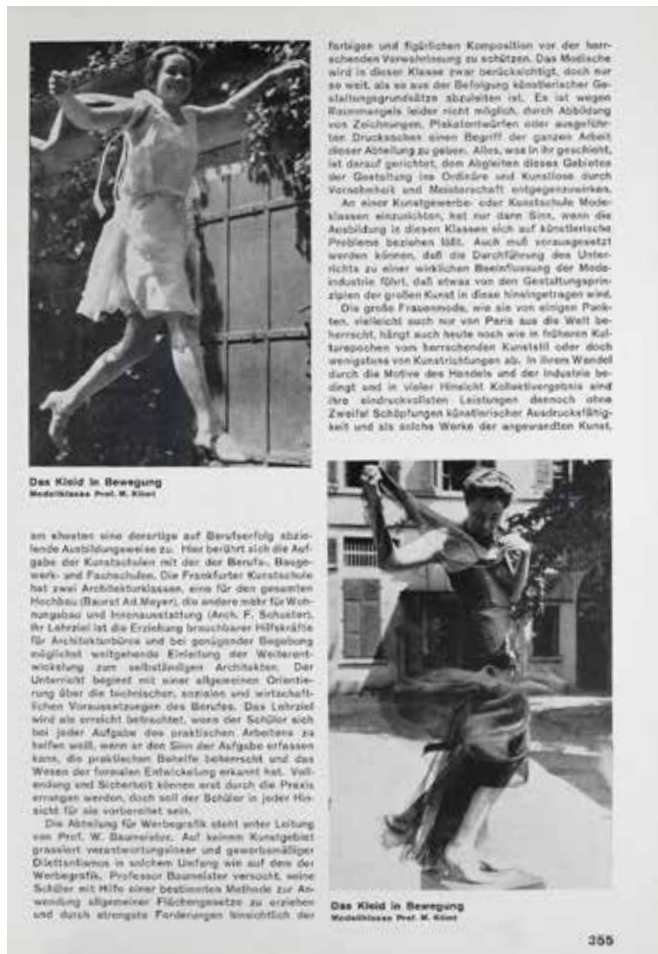 Das Kleid in Bewegung
Modellklasse Prof. M. Klimt
am ehesten eine derartige auf Berufserfolg abzie-
lende Ausbildungsweise zu. Hier berührt sich die Auf-
gabe der Kunstschulen mit der der Berufs-, Bauge-
werk- und Fachschulen. Die Frankfurter Kunstschule
hat zwei Architekturklassen, eine für den gesamten
Hochbau (Baurat Ad. Meyer), die andere mehr für Woh-
nungsbau und Innenausstattung (Arch. F. Schuster).
Ihr Lehrziel ist die Erziehung brauchbarer Hilfskräfte
für Architekturbüros und bei genügender Begabung
möglichst weitgehende Einleitung der Weiterent-
wickelung zum selbständigen Architekten. Der
Unterricht beginnt mit einer allgemeinen Orientie-
rung über die technischen, sozialen und wirtschaft-
lichen Voraussetzungen des Berufes. Das Lehrziel
wird als erreicht betrachtet, wenn der Schüler sich
bei jeder Aufgabe des praktischen Arbeitens zu
helfen weiß, wenn er den Sinn der Aufgabe erfassen
kann, die praktischen Behelfe beherrscht und das
Wesen der formalen Entwickelung erkannt hat. Voll-
endung und Sicherheit können erst durch die Praxis
errungen werden, doch soll der Schüler in jeder Hin-
sicht für sie vorbereitet sein.
Die Abteilung für Werbegrafik steht unter Leitung
von Prof. W. Baumeister. Auf keinem Kunstgebiet
grassiert verantwortungsloser und gewerbsmäßiger
Dilettantismus in solchem Umfang wie auf dem der
Werbegrafik. Professor Baumeister versucht, seine
Schüler mit Hilfe einer bestimmten Methode zur An-
wendung allgemeiner Flächengesetze zu erziehen
und durch strengste Forderungen hinsichtlich der
farbigen und figürlichen Komposition vor der herr-
schenden Verwahrlosung zu schützen. Das Modische
wird in dieser Klasse zwar berücksichtigt, doch nur
so weit, als es aus der Befolgung künstlerischer Ge-
staltungsgrundsätze abzuleiten ist. Es ist wegen
Raummangels leider nicht möglich, durch Abbildung
von Zeichnungen, Plakatentwürfen oder ausgeführ-
ten Drucksachen einen Begriff der ganzen Arbeit
dieser Abteilung zu geben. Alles, was in ihr geschieht,
ist darauf gerichtet, dem Abgleiten dieses Gebietes
der Gestaltung ins Ordinäre und Kunstlose durch
Vornehmheit und Meisterschaft entgegenzuwirken.
An einer Kunstgewerbe- oder Kunstschule Mode-
klassen einzurichten, hat nur dann Sinn, wenn die
Ausbildung in diesen Klassen sich auf künstlerische
Probleme beziehen läßt. Auch muß vorausgesetzt
werden können, daß die Durchführung des Unter-
richts zu einer wirklichen Beeinflussung der Mode-
industrie führt, daß etwas von den Gestaltungsprin-
zipien der großen Kunst in diese hineingetragen wird.
Die große Frauenmode, wie sie von einigen Punk-
ten, vielleicht auch nur von Paris aus die Welt be-
herrscht, hängt auch heute noch wie in früheren Kul-
turepochen vom herrschenden Kunststil oder doch
wenigstens von Kunstrichtungen ab. In ihrem Wandel
durch die Motive des Handels und der Industrie be-
dingt und in vieler Hinsicht Kollektivergebnis sind
ihre eindruckvollsten Leistungen dennoch ohne
Zweifel Schöpfungen künstlerischer Ausdrucksfähig-
keit und als solche Werke der angewandten Kunst.
Das Kleid in Bewegung
Modellklasse Prof. M. Klimt
355